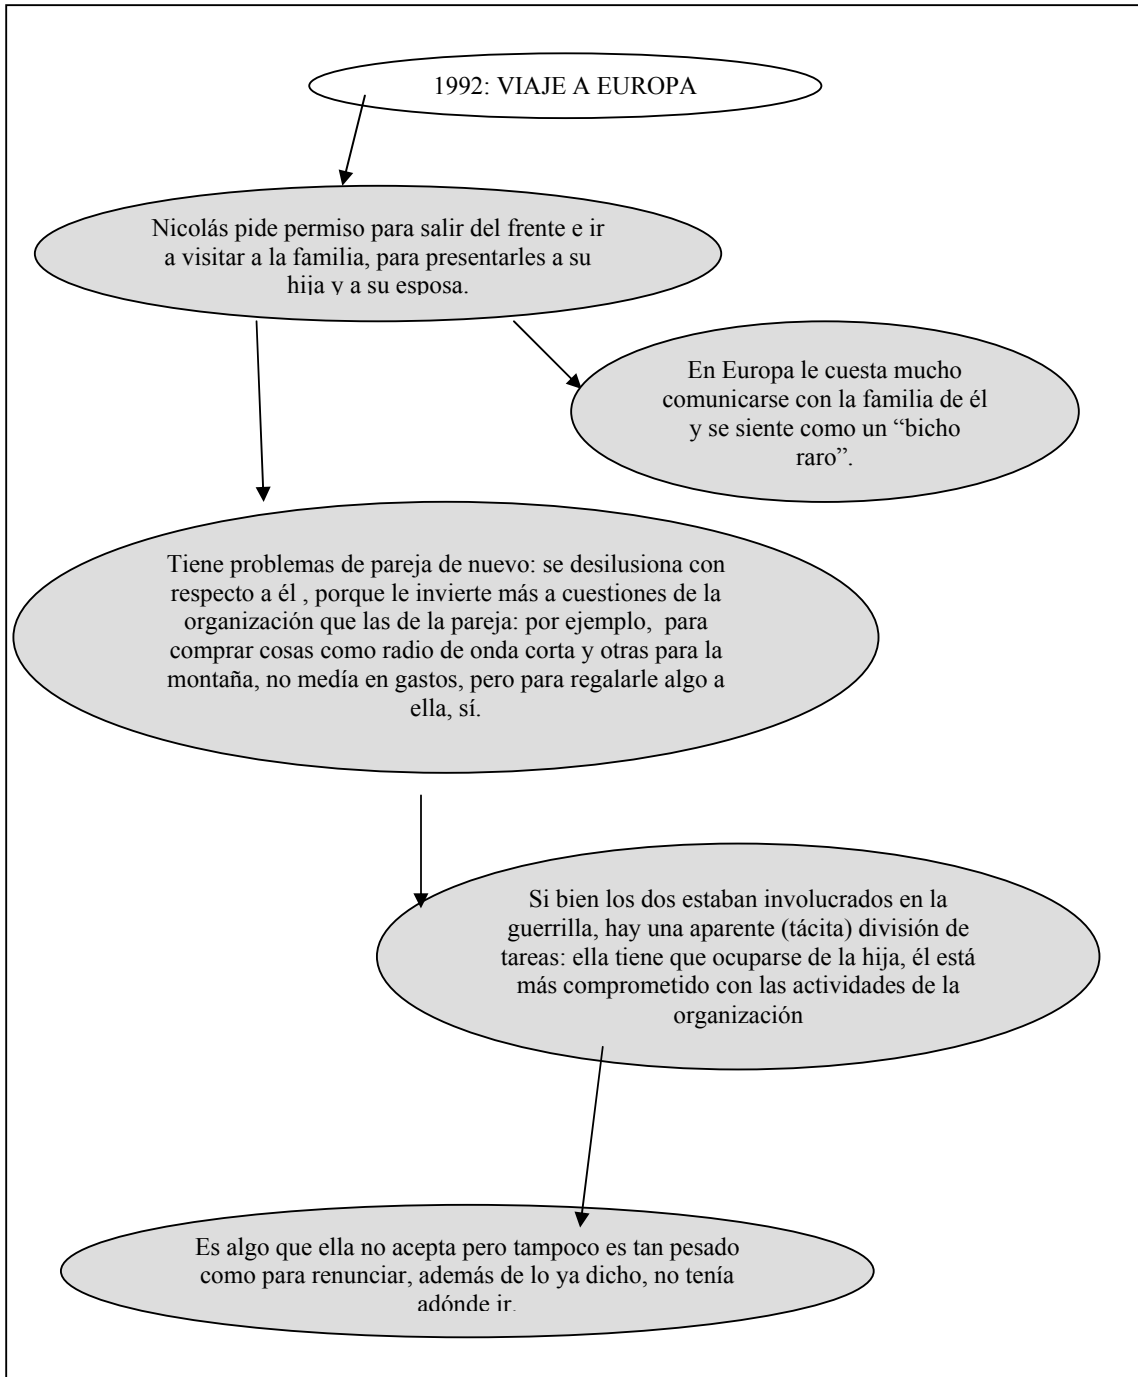 1992: VIAJE A EUROPA
Nicolás pide permiso para salir del frente e ir
a visitar a la familia, para presentarles a su
hija y a su esposa.
En Europa le cuesta mucho
comunicarse con la familia de él
y se siente como un “bicho
raro”.
Tiene problemas de pareja de nuevo: se desilusiona con
respecto a él , porque le invierte más a cuestiones de la
organización que las de la pareja: por ejemplo,  para
comprar cosas como radio de onda corta y otras para la
montaña, no medía en gastos, pero para regalarle algo a
ella, sí.
Si bien los dos estaban involucrados en la
guerrilla, hay una aparente (tácita) división de
tareas: ella tiene que ocuparse de la hija, él está
más comprometido con las actividades de la
organización
Es algo que ella no acepta pero tampoco es tan pesado
como para renunciar, además de lo ya dicho, no tenía
adónde ir.